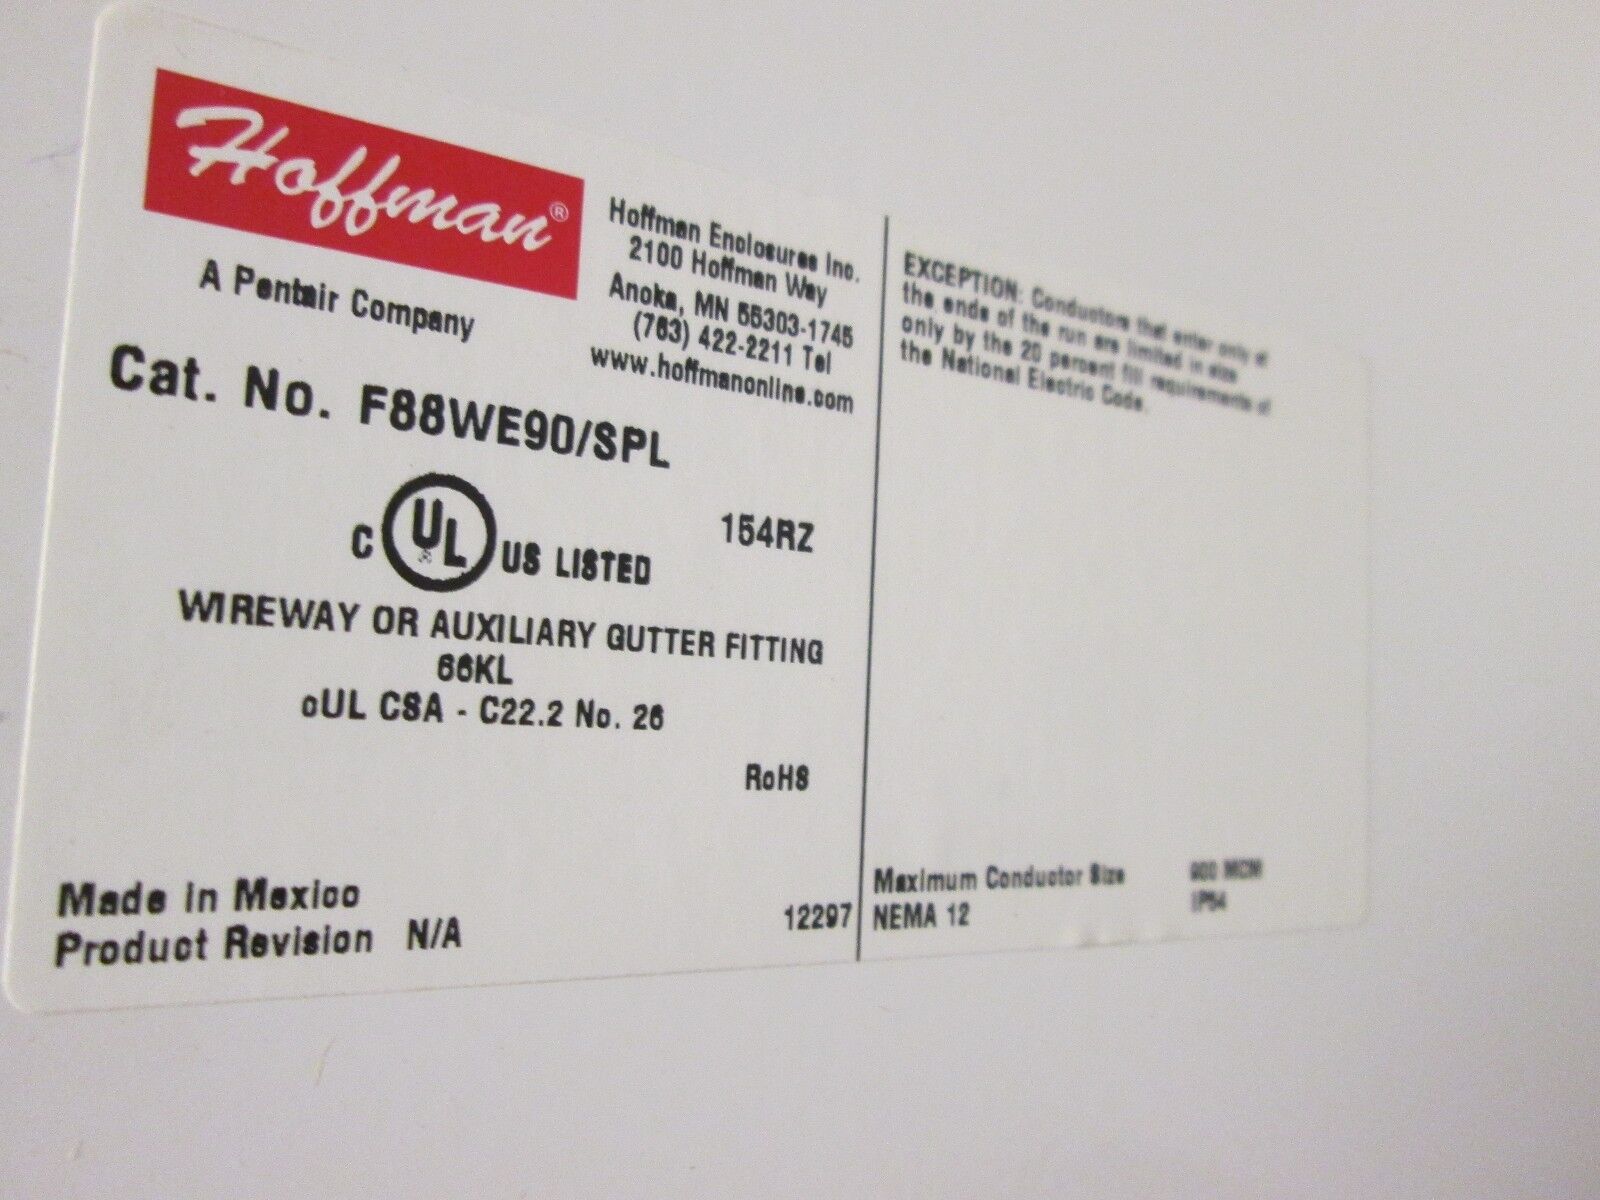 Hoffman®
A Pentair Company
Hoffman Enclosures Inc.
2100 Hoffman Way
Anoka, MN 55303-1745
(763) 422-2211 Tel
www.hoffmanonline.com
Cat. No. F88WE90/SPL
C UL US LISTED
154RZ
WIREWAY OR AUXILIARY GUTTER FITTING
66KL
cUL CSA - C22.2 No. 26
RoHS
Made in Mexico
Product Revision N/A
12297
EXCEPTION: Conductors that enter only at
the ends of the run are limited in size
only by the 20 percent fill requirements of
the National Electric Code.
Maximum Conductor Size 900 MCM
NEMA 12 IP54